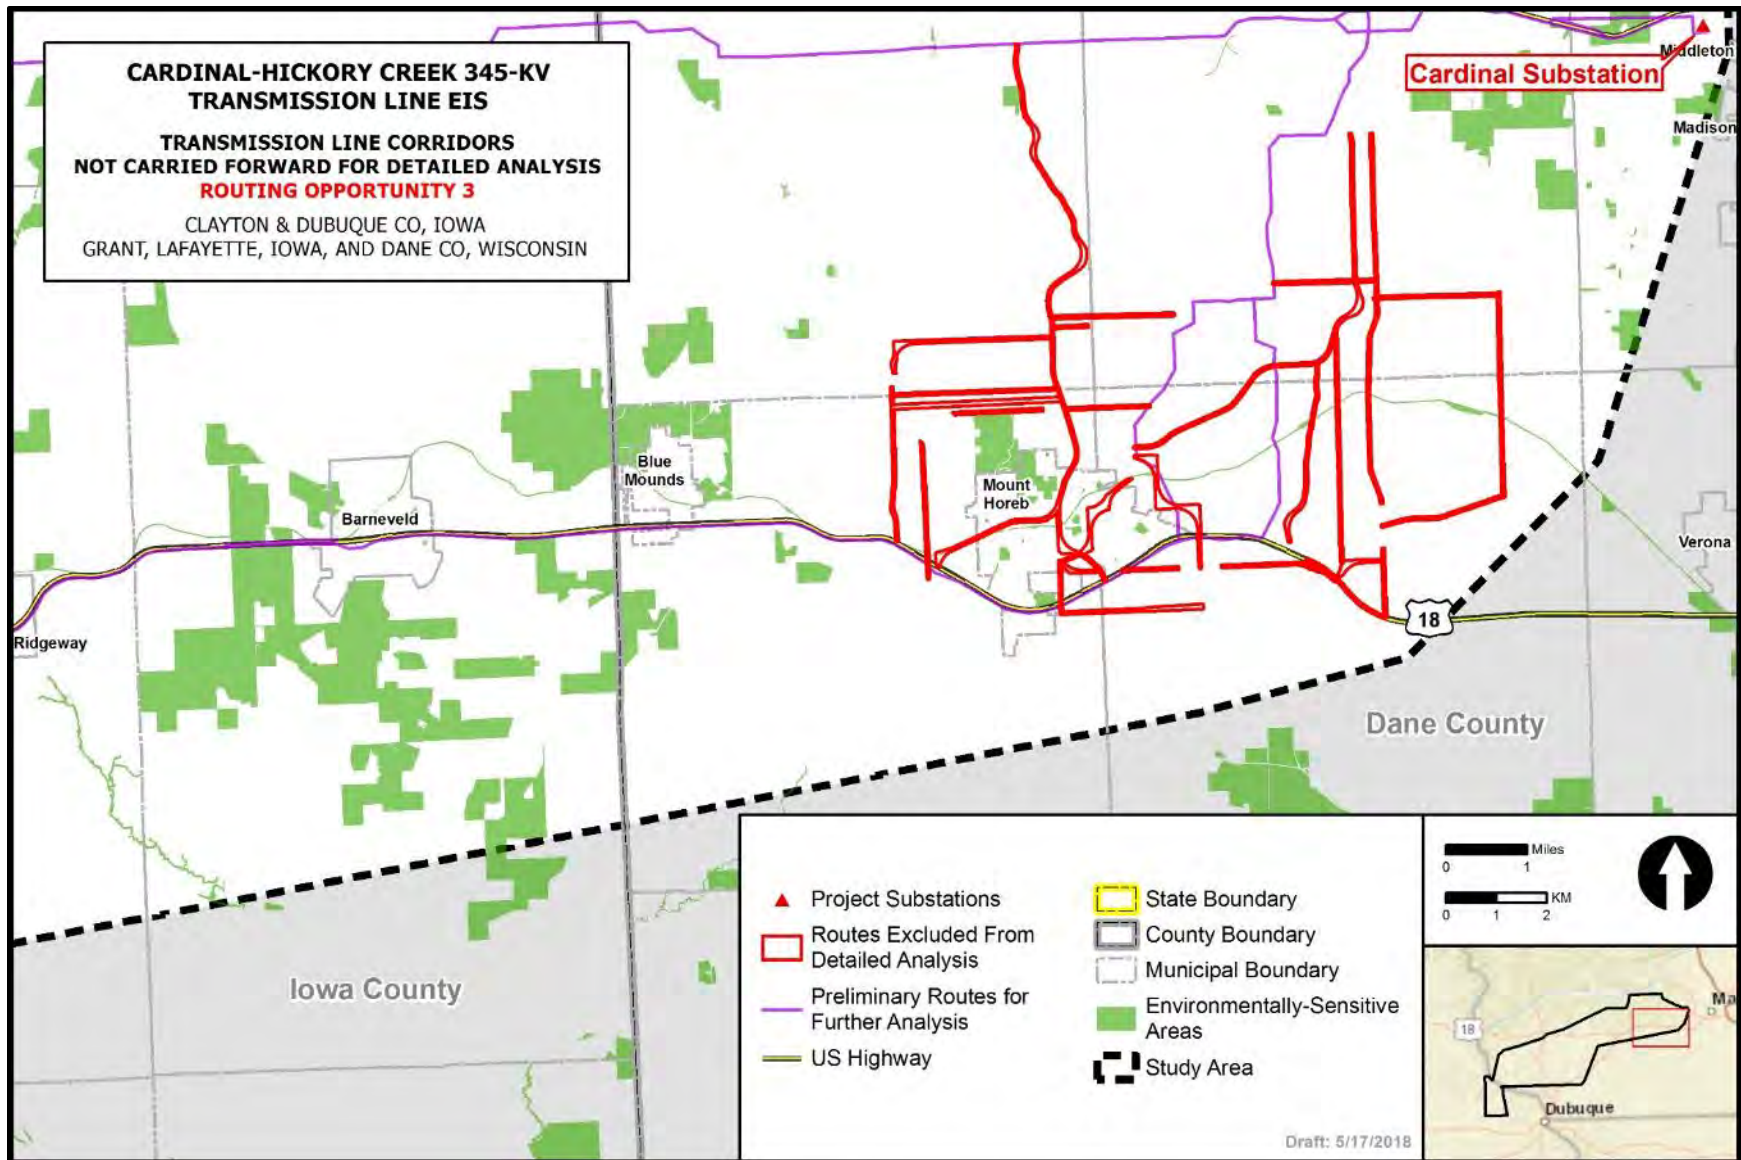 CARDINAL-HICKORY CREEK 345-KV
TRANSMISSION LINE EIS
TRANSMISSION LINE CORRIDORS
NOT CARRIED FORWARD FOR DETAILED ANALYSIS
ROUTING OPPORTUNITY 3
CLAYTON & DUBUQUE CO, IOWA
GRANT, LAFAYETTE, IOWA, AND DANE CO, WISCONSIN
Middleton
Cardinal Substation
Madison
Blue
Mounds
Mount
Horeb
Barneveld
Verona
18
Ridgeway
Dane County
Iowa County
Project Substations
Routes Excluded From
Detailed Analysis
Preliminary Routes for
Further Analysis
US Highway
State Boundary
County Boundary
Municipal Boundary
Environmentally-Sensitive
Areas
Study Area
Draft: 5/17/2018
Miles
0 1
KM
0 1 2
Ma
18
Dubuque